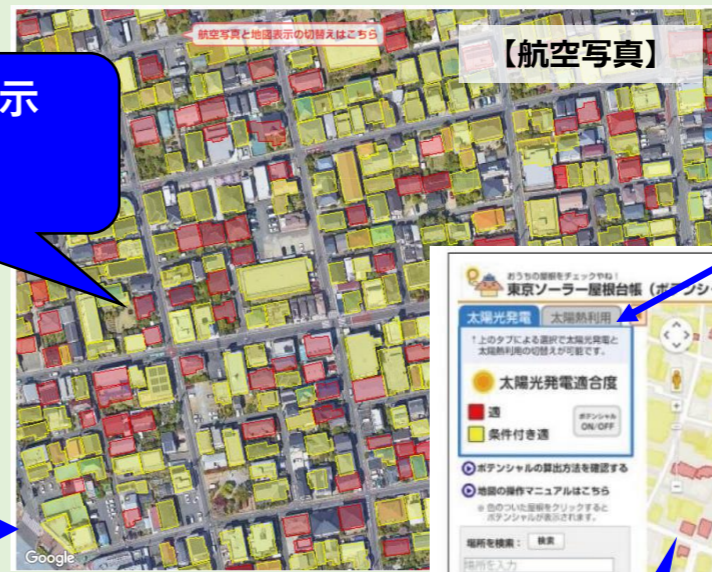 航空写真と地図表示の切替えはこちら
【航空写真】
示
おうちの屋根をチェックやね！
東京ソーラー屋根台帳（ポテンシャ
太陽光発電
太陽熱利用
↑上のタブによる選択で太陽光発電と
太陽熱利用の切替えが可能です。
太陽光発電適合度
適
条件付き適
ポテンシャル
ON/OFF
ポテンシャルの算出方法を確認する
地図の操作マニュアルはこちら
※ 色のついた屋根をクリックすると
ポテンシャルが表示されます。
場所を検索： 検索
場所を入力
Google